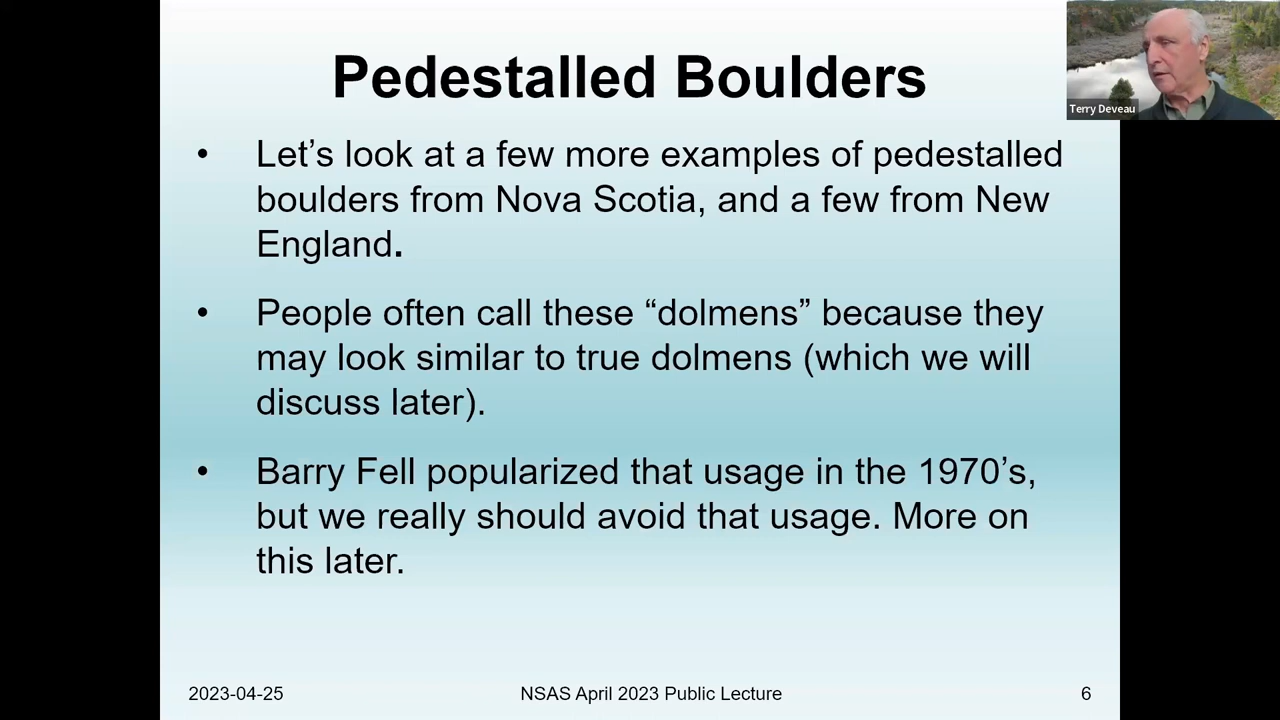 Pedestalled Boulders
Terry Deveau
• Let’s look at a few more examples of pedestalled
boulders from Nova Scotia, and a few from New
England.
• People often call these “dolmens” because they
may look similar to true dolmens (which we will
discuss later).
• Barry Fell popularized that usage in the 1970’s,
but we really should avoid that usage. More on
this later.
2023-04-25 NSAS April 2023 Public Lecture 6